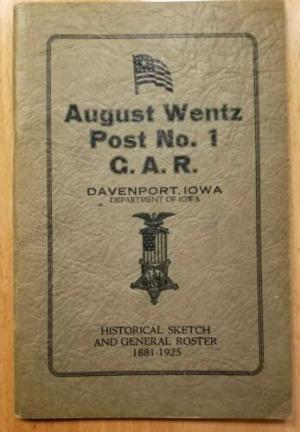 August Wentz
Post No. 1
G. A. R.
DAVENPORT, IOWA
DEPARTMENT OF IOWA
HISTORICAL SKETCH
AND GENERAL ROSTER
1881-1925